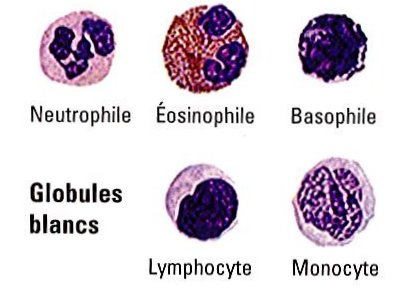 Neutrophile Éosinophile Basophile
Globules
blancs
Lymphocyte Monocyte